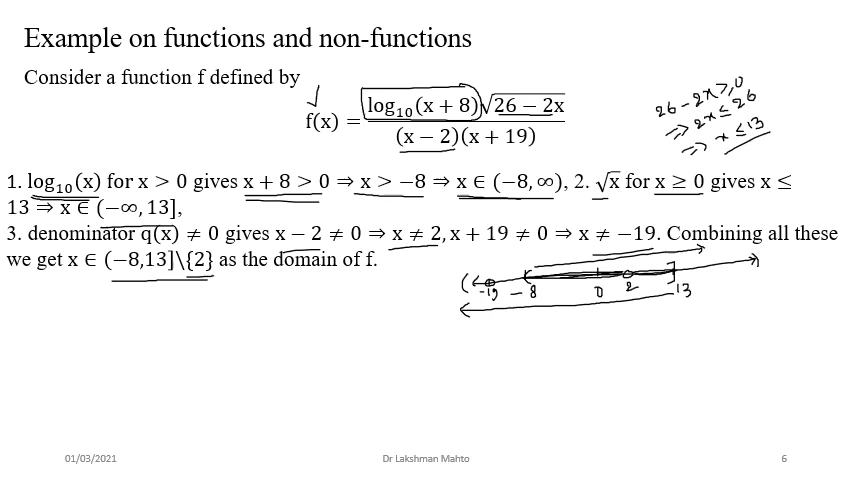 Example on functions and non-functions
Consider a function f defined by
f(x) = log₁₀(x + 8)√26 − 2x / (x − 2)(x + 19)
26 - 2x ≥ 0
⇒ 2x ≤ 26
⇒ x ≤ 13
1. log₁₀(x) for x > 0 gives x + 8 > 0 ⇒ x > −8 ⇒ x ∈ (−8, ∞), 2. √x for x ≥ 0 gives x ≤
13 ⇒ x ∈ (−∞, 13],
3. denominator q(x) ≠ 0 gives x − 2 ≠ 0 ⇒ x ≠ 2, x + 19 ≠ 0 ⇒ x ≠ −19. Combining all these
we get x ∈ (−8,13]\{2} as the domain of f.
-19 -8 0 2 13
01/03/2021 Dr Lakshman Mahto 6